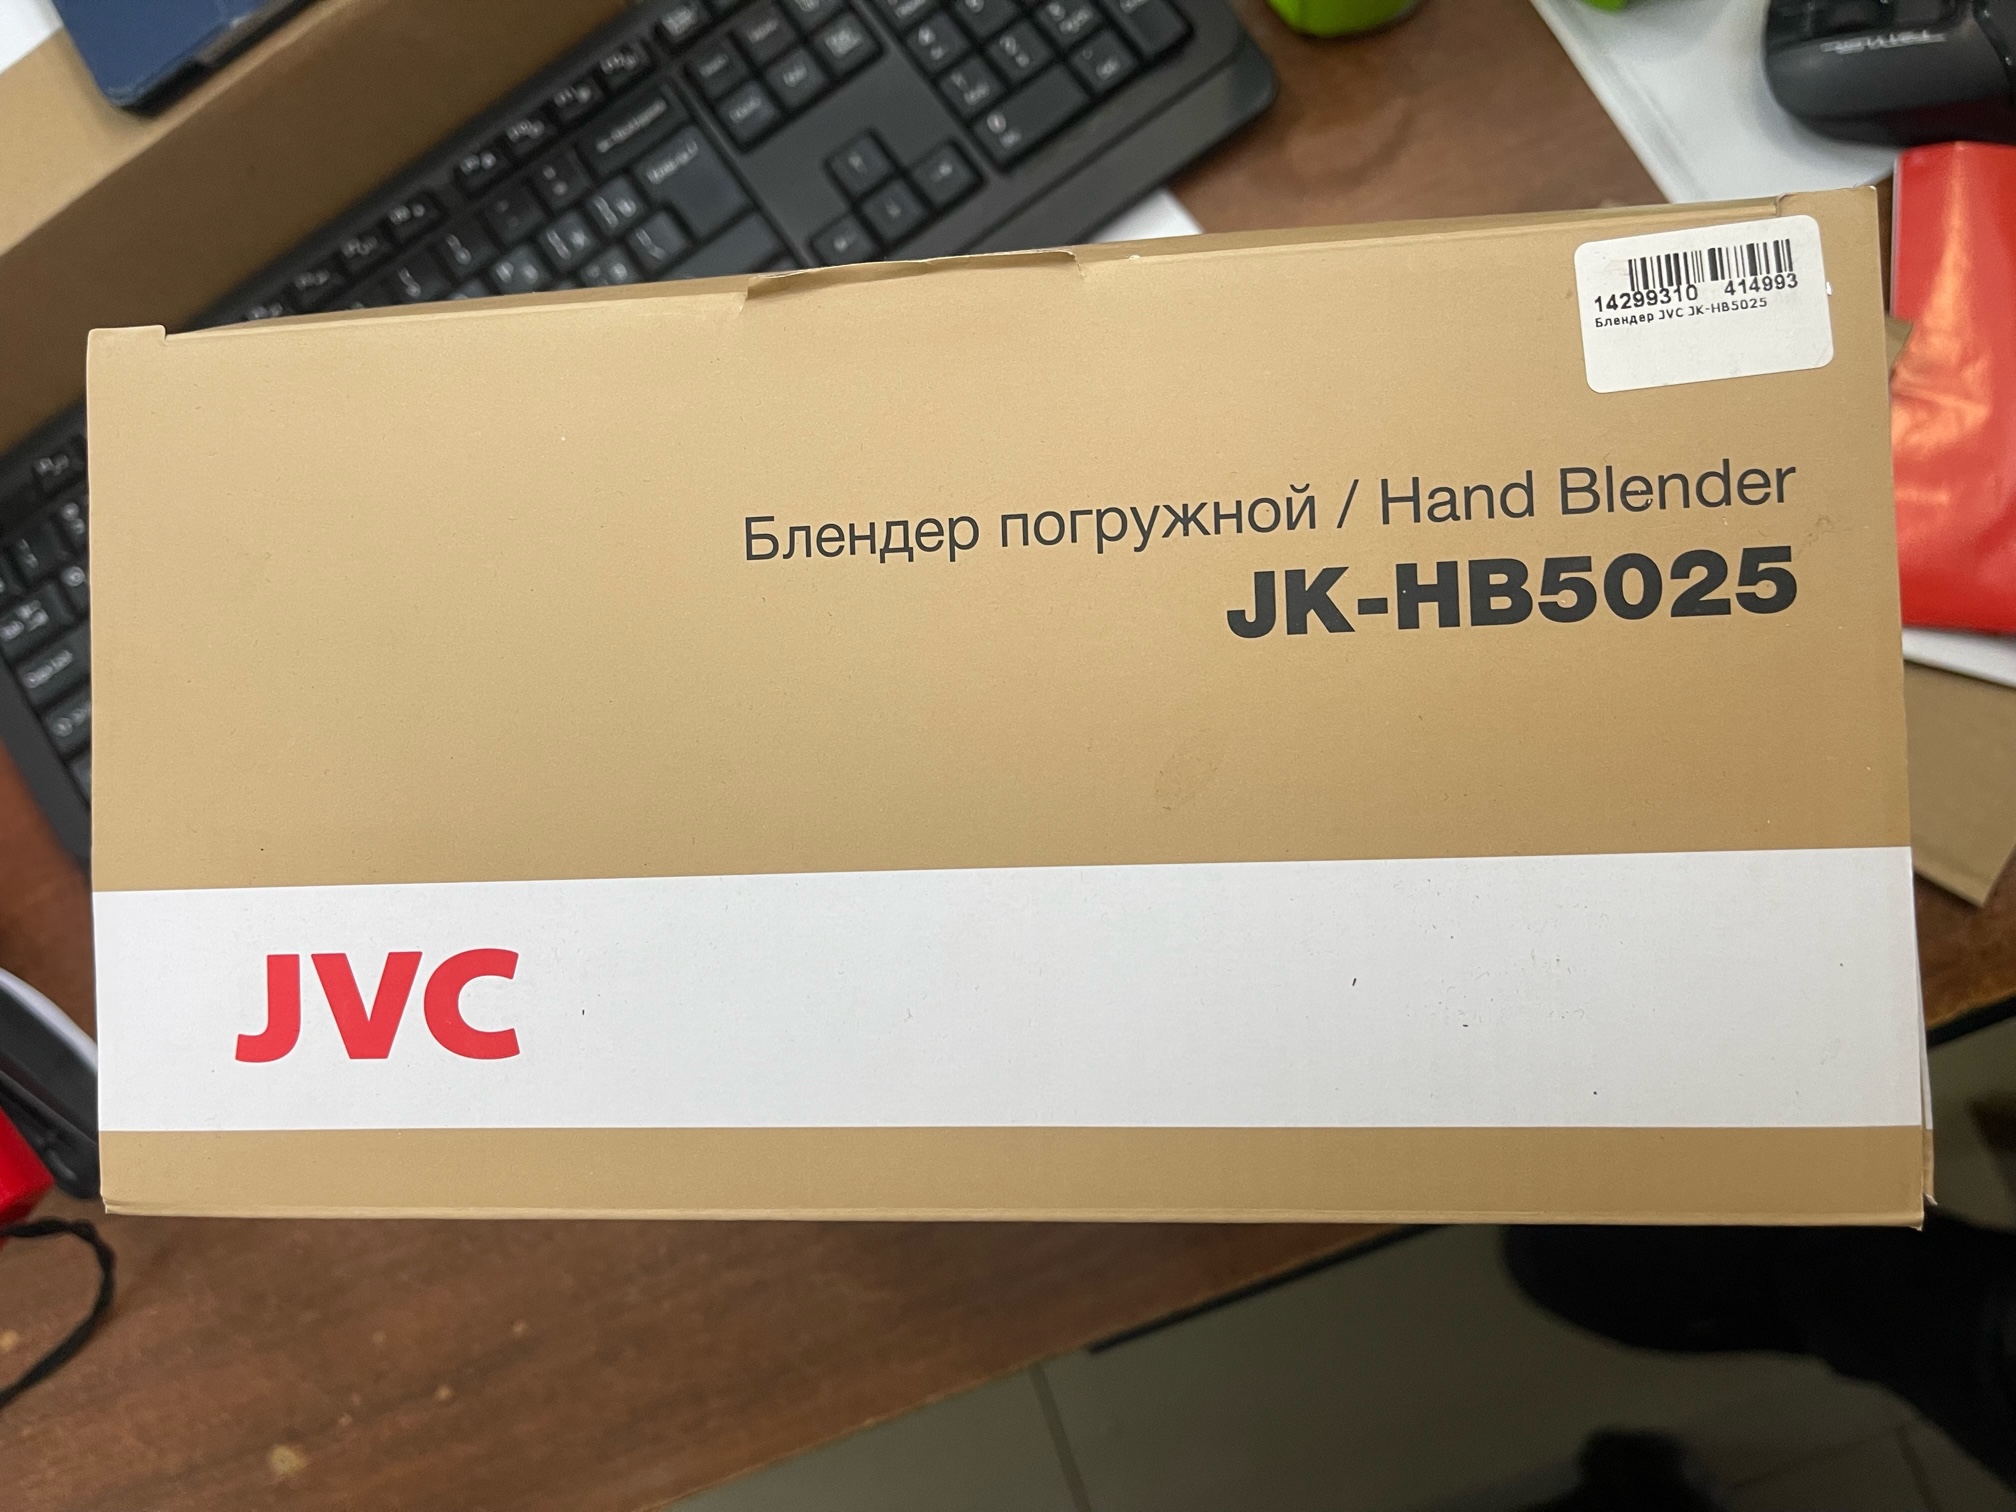 14299310 414993
Блендер JVC JK-HB5025
Блендер погружной / Hand Blender
JK-HB5025
JVC